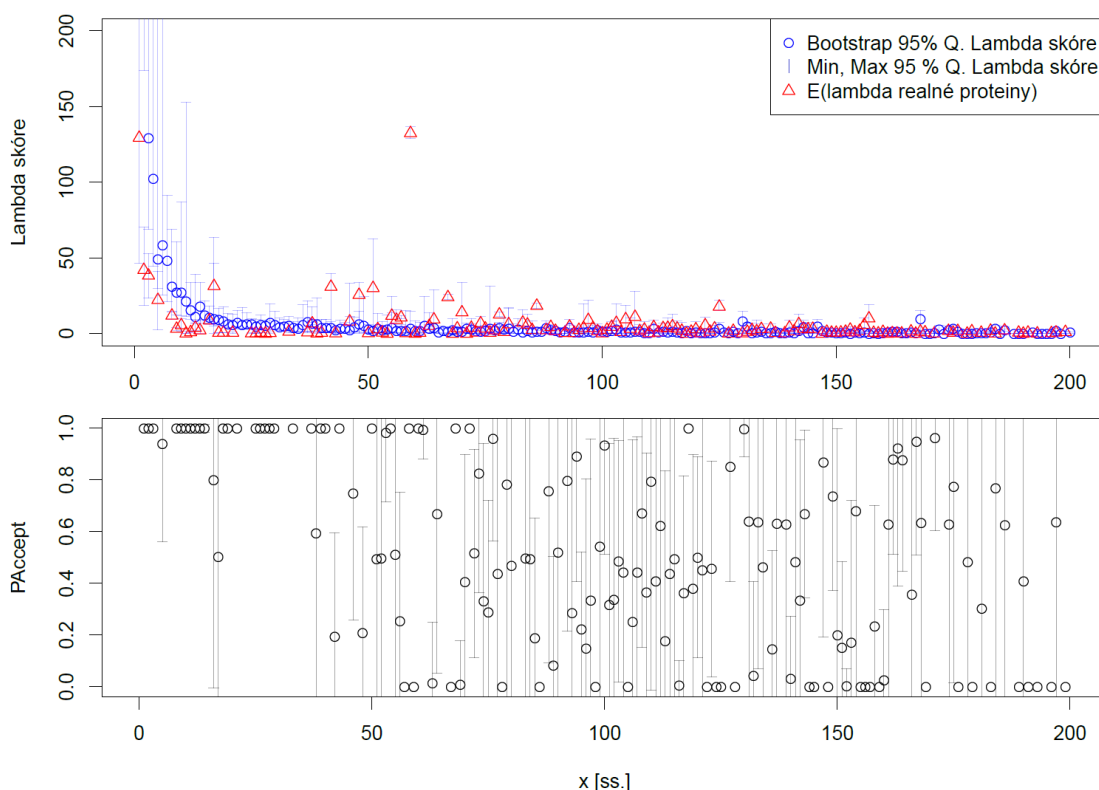 200
150
100
50
0
Lambda skóre
Bootstrap 95% Q. Lambda skóre
Min, Max 95 % Q. Lambda skóre
E(lambda realné proteiny)
0 50 100 150 200
1.0
0.8
0.6
0.4
0.2
0.0
PAccept
0 50 100 150 200
x [ss.]